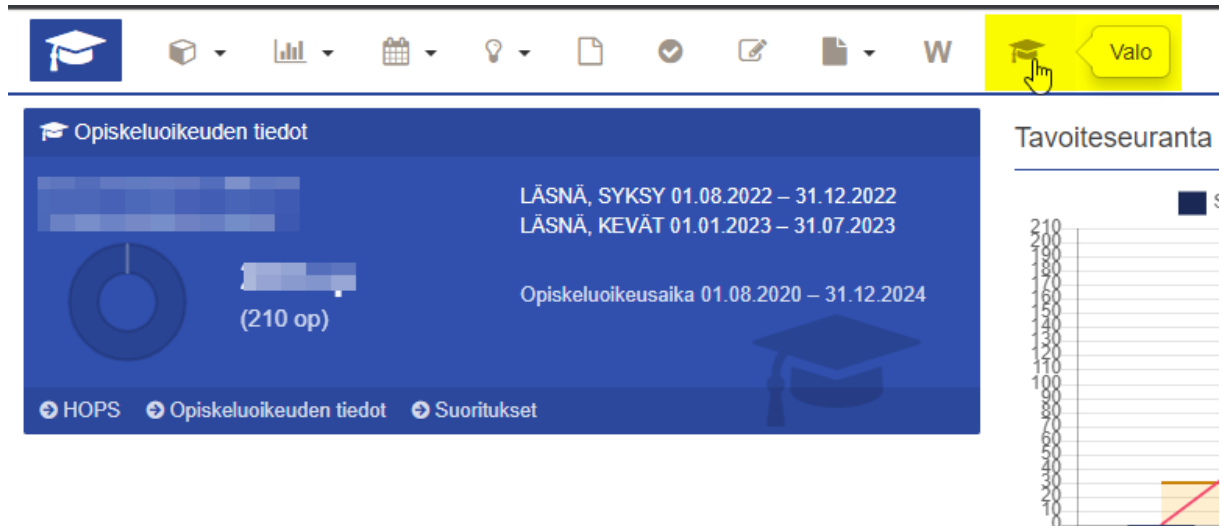 W
Valo
Opiskeluoikeuden tiedot
LÄSNÄ, SYKSY 01.08.2022 – 31.12.2022
LÄSNÄ, KEVÄT 01.01.2023 – 31.07.2023
(210 op)
Opiskeluoikeusaika 01.08.2020 – 31.12.2024
HOPS Opiskeluoikeuden tiedot Suoritukset
Tavoiteseuranta
S
210
200
190
180
170
160
150
140
130
120
110
100
90
80
70
60
50
40
30
20
10
0